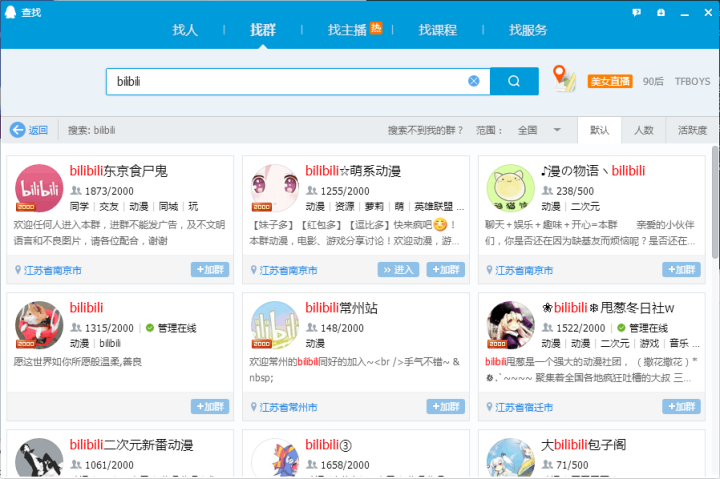 查找
找人 找群 找主播 热 找课程 找服务
bilibili
美女直播 90后 TFBOYS
返回 搜索: bilibili 搜索不到我的群？ 范围： 全国 默认 人数 活跃度
bilibili东京食尸鬼
1873/2000
同学 交友 动漫 同城 玩
2000
欢迎任何人进入本群，进群不能发广告，及不文明
语言和不良图片，请各位配合，谢谢
江苏省南京市 +加群
bilibili☆萌系动漫
1255/2000
动漫 资源 萝莉 萌 英雄联盟 ...
2000
【妹子多】【红包多】【逗比多】快来疯吧 ！
本群动漫，电影、游戏分享讨论！欢迎动漫，游...
江苏省南京市 进入 +加群
♪漫の物语丶bilibili
238/500
动漫 二次元
聊天＋娱乐＋趣味＋开心=本群 亲爱的小伙伴
们，你是否还在因为缺基友而烦恼呢？是否还在...
江苏省南京市 +加群
bilibili
1315/2000 管理在线
动漫 bilibili
2000
愿这世界如你所愿般温柔,善良
+加群
bilibili常州站
148/2000
动漫
2000
欢迎常州的bilibili同好的加入~<br />手气不错~ &
nbsp;
江苏省常州市 +加群
❀bilibili❄甩葱冬日社w
1522/2000 管理在线
动漫 动漫 二次元 游戏 音乐 ...
2000
bilibili甩葱是一个强大的动漫社团，（撒花撒花）*
❅.`~~~~ 聚集着全国各地疯狂吐槽的大叔 三...
江苏省宿迁市 +加群
bilibili二次元新番动漫
1061/2000
bilibili③
1658/2000
大bilibili包子阁
71/500